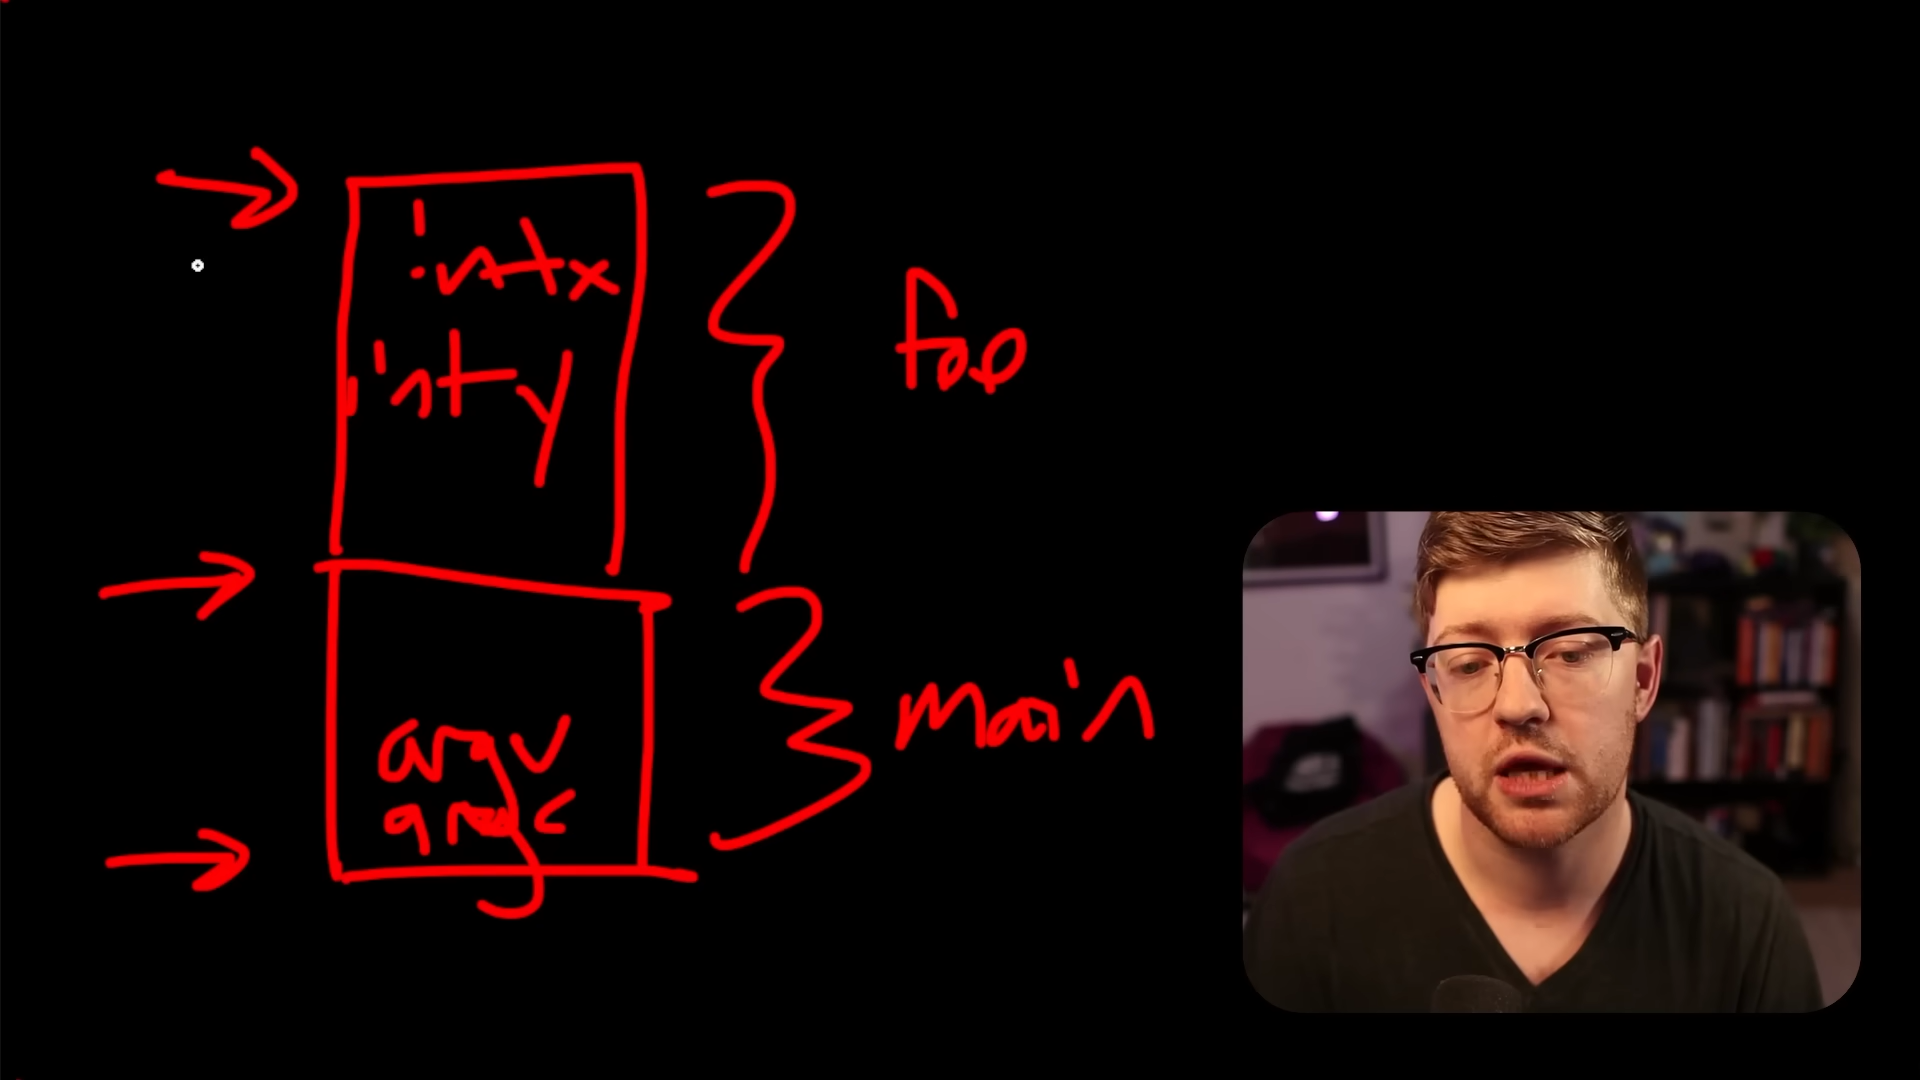 int x
int y
foo
main
argv
argc